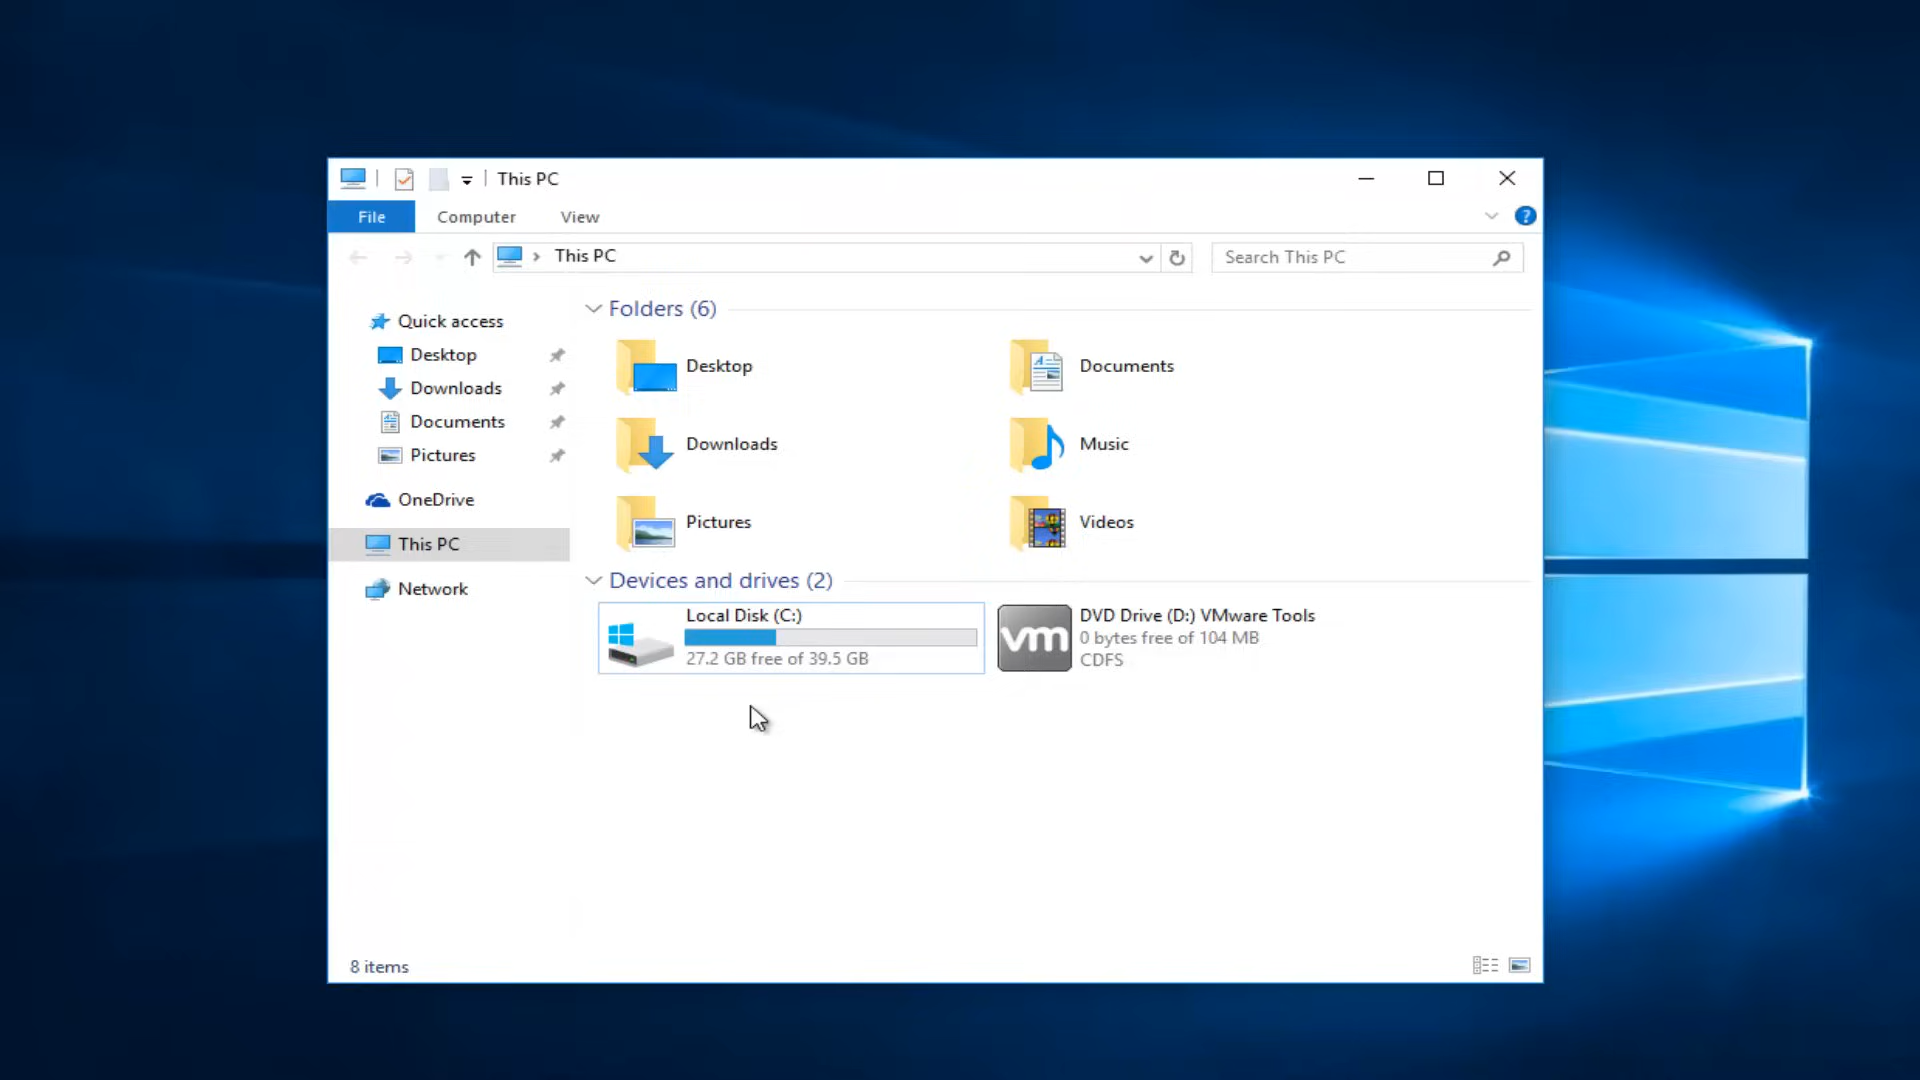 This PC
File
Computer
View
?
This PC
Search This PC
Quick access
Desktop
Downloads
Documents
Pictures
OneDrive
This PC
Network
Folders (6)
Desktop
Documents
Downloads
Music
Pictures
Videos
Devices and drives (2)
Local Disk (C:)
27.2 GB free of 39.5 GB
vm
DVD Drive (D:) VMware Tools
0 bytes free of 104 MB
CDFS
8 items